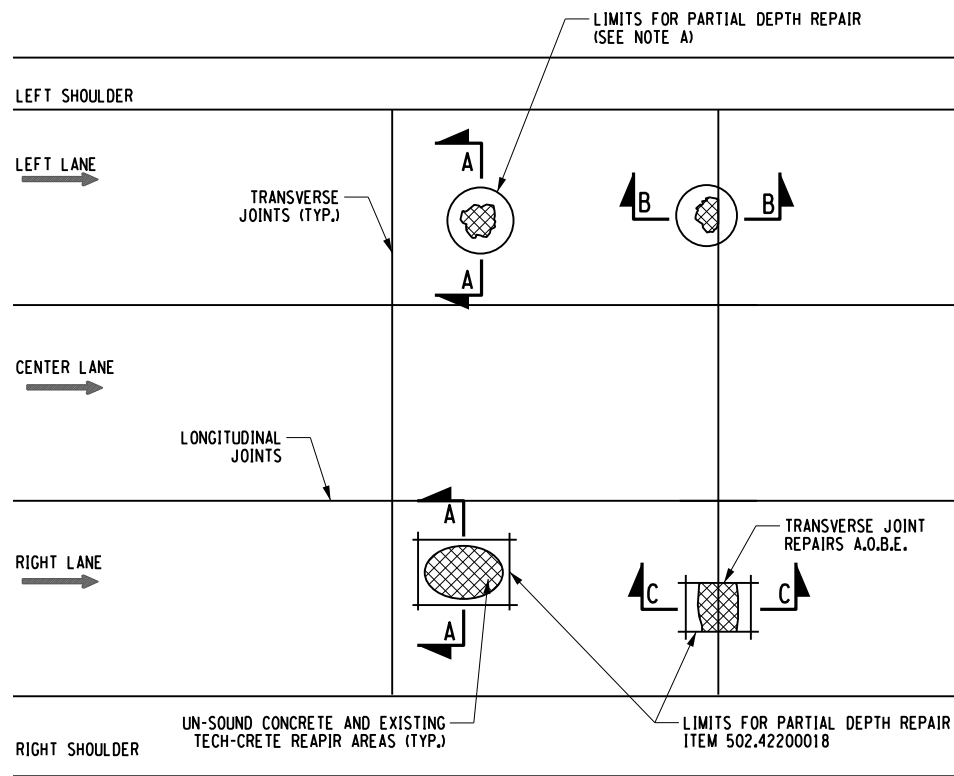 LIMITS FOR PARTIAL DEPTH REPAIR
(SEE NOTE A)
LEFT SHOULDER
LEFT LANE
A
TRANSVERSE
JOINTS (TYP.)
B
B
A
CENTER LANE
LONGITUDINAL
JOINTS
A
TRANSVERSE JOINT
REPAIRS A.O.B.E.
RIGHT LANE
C
C
A
UN-SOUND CONCRETE AND EXISTING
TECH-CRETE REAPIR AREAS (TYP.)
LIMITS FOR PARTIAL DEPTH REPAIR
ITEM 502.42200018
RIGHT SHOULDER